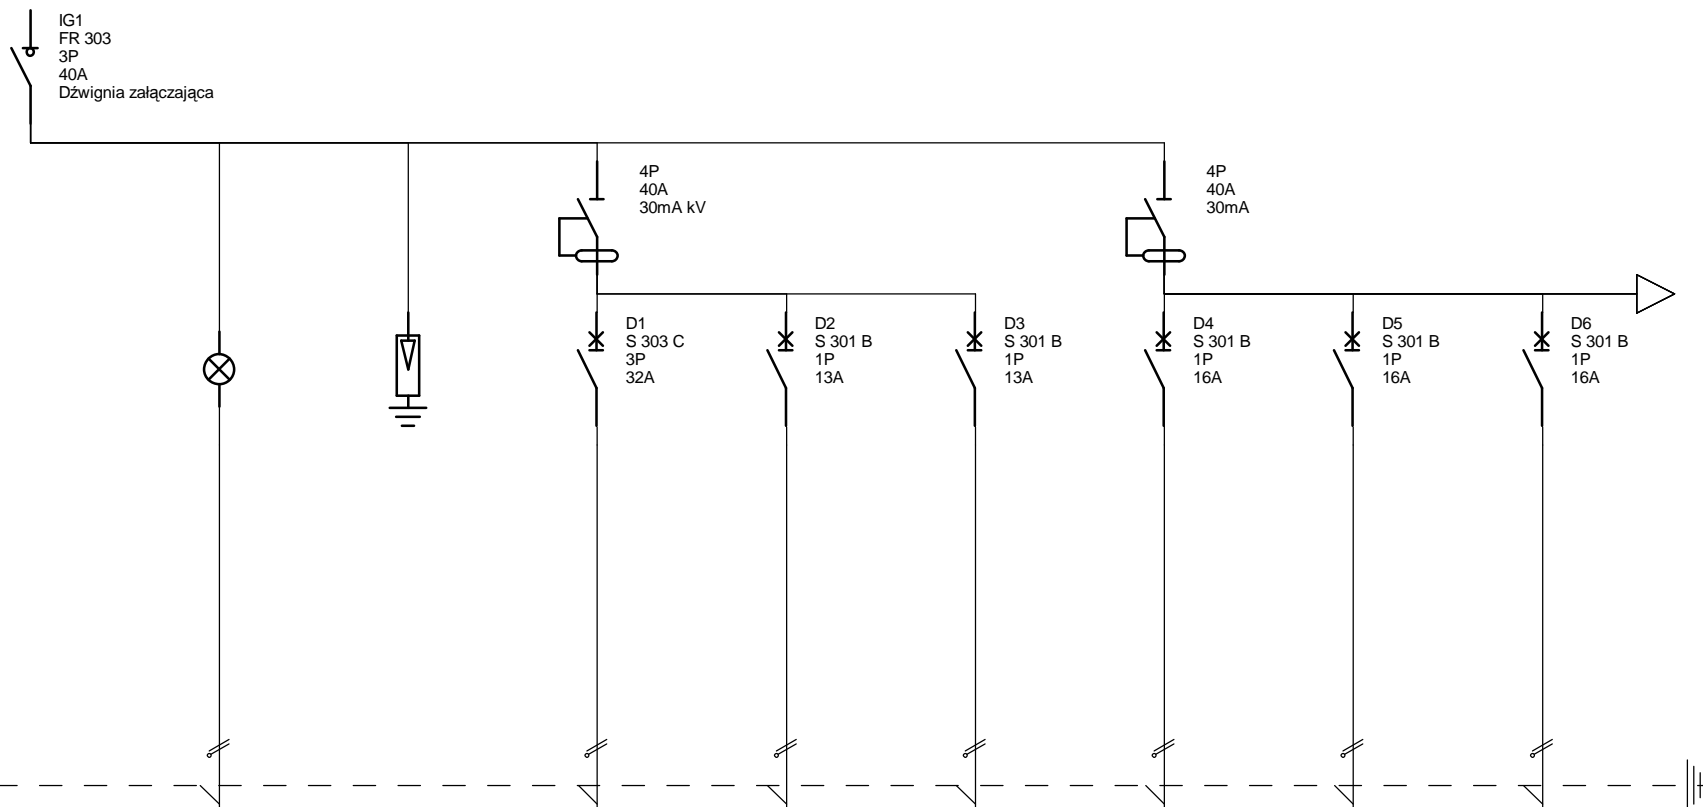 IG1
FR 303
3P
40A
Dźwignia załączająca
4P
40A
30mA kV
4P
40A
30mA
D1
S 303 C
3P
32A
D2
S 301 B
1P
13A
D3
S 301 B
1P
13A
D4
S 301 B
1P
16A
D5
S 301 B
1P
16A
D6
S 301 B
1P
16A